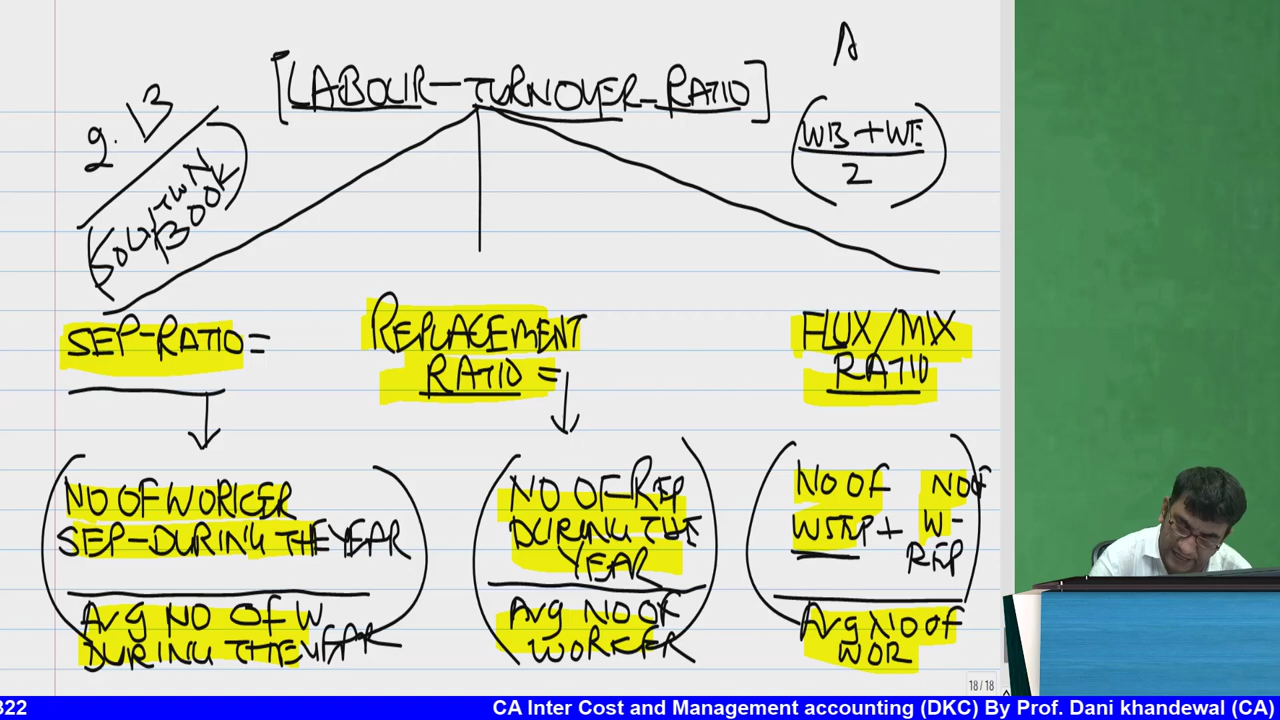 A
[LABOUR-TURNOVER-RATIO]
9.13
WB + WE
2
SEP-RATIO=
REPLACEMENT
RATIO =
FLUX/MIX
RATIO
NO OF WORKER
SEP-DURING THE YEAR
Avg NO OF W
DURING THE YEAR
NO OF-REP
DURING THE
YEAR
Avg NO OF
WORKER
NO OF NO OF
WSEP+ W-
REP
Avg NO OF
WOR
18 / 18
322 CA Inter Cost and Management accounting (DKC) By Prof. Dani khandewal (CA)